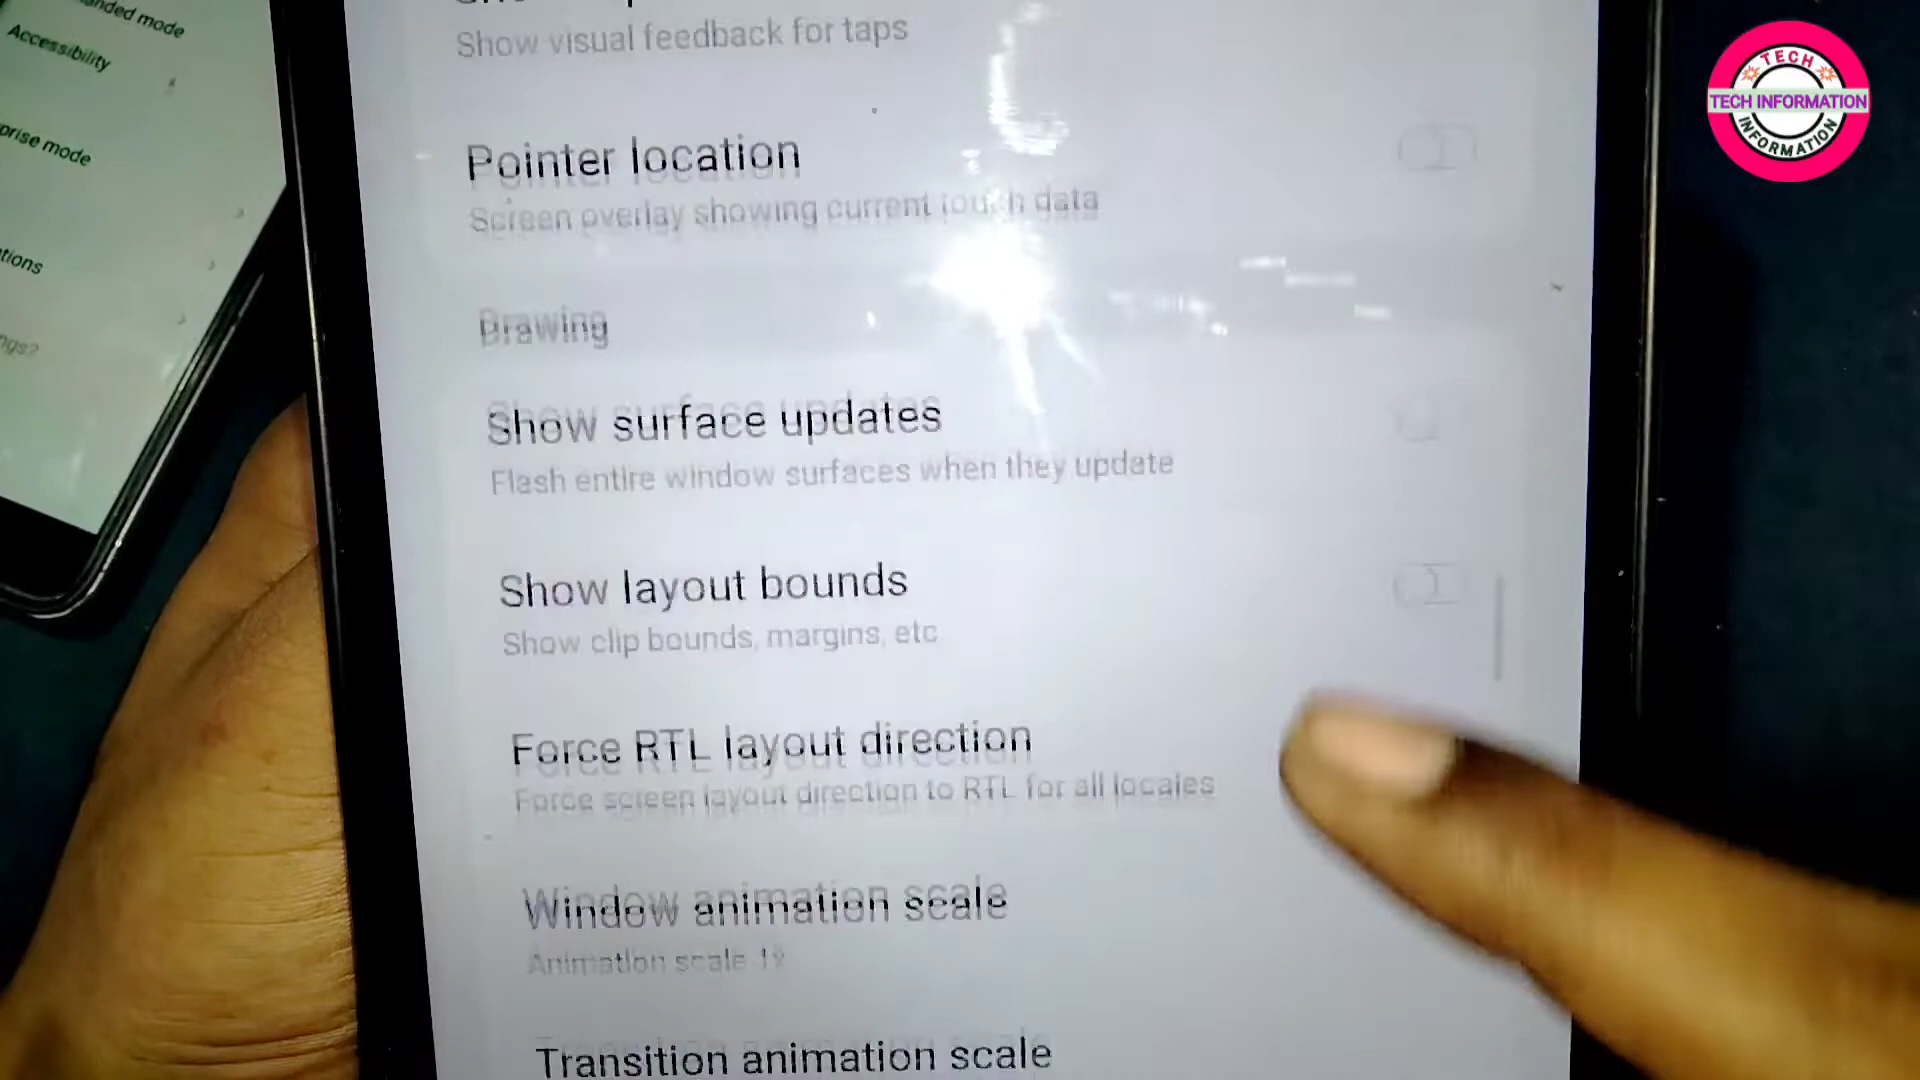 Accessibility
mode
Show visual feedback for taps
Pointer location
Screen overlay showing current touch data
Drawing
Show surface updates
Flash entire window surfaces when they update
Show layout bounds
Show clip bounds, margins, etc
Force RTL layout direction
Force screen layout direction to RTL for all locales
Window animation scale
Animation scale
Transition animation scale
TECH
TECH INFORMATION
INFORMATION